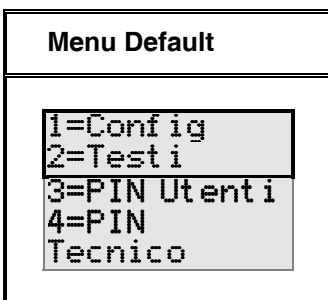 Menu Default
1=Config
2=Testi
3=PIN Utenti
4=PIN
Tecnico